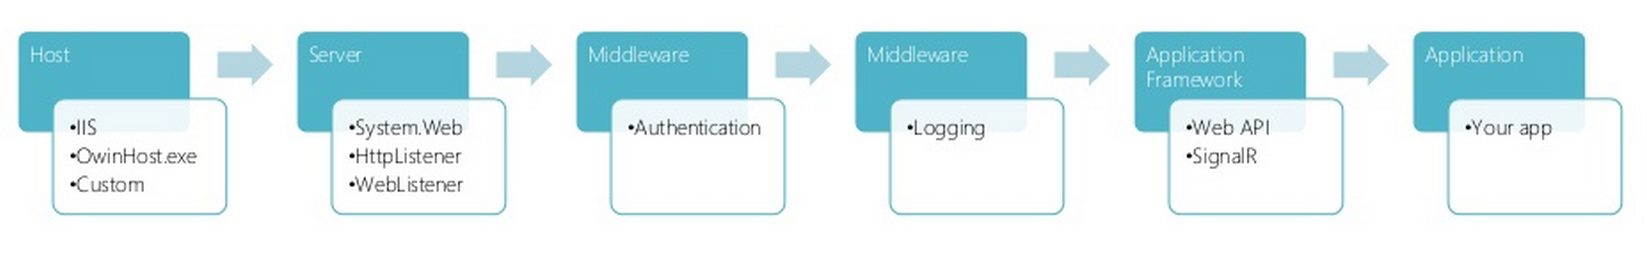 Host
•IIS
•OwinHost.exe
•Custom
Server
•System.Web
•HttpListener
•WebListener
Middleware
•Authentication
Middleware
•Logging
Application
Framework
•Web API
•SignalR
Application
•Your app